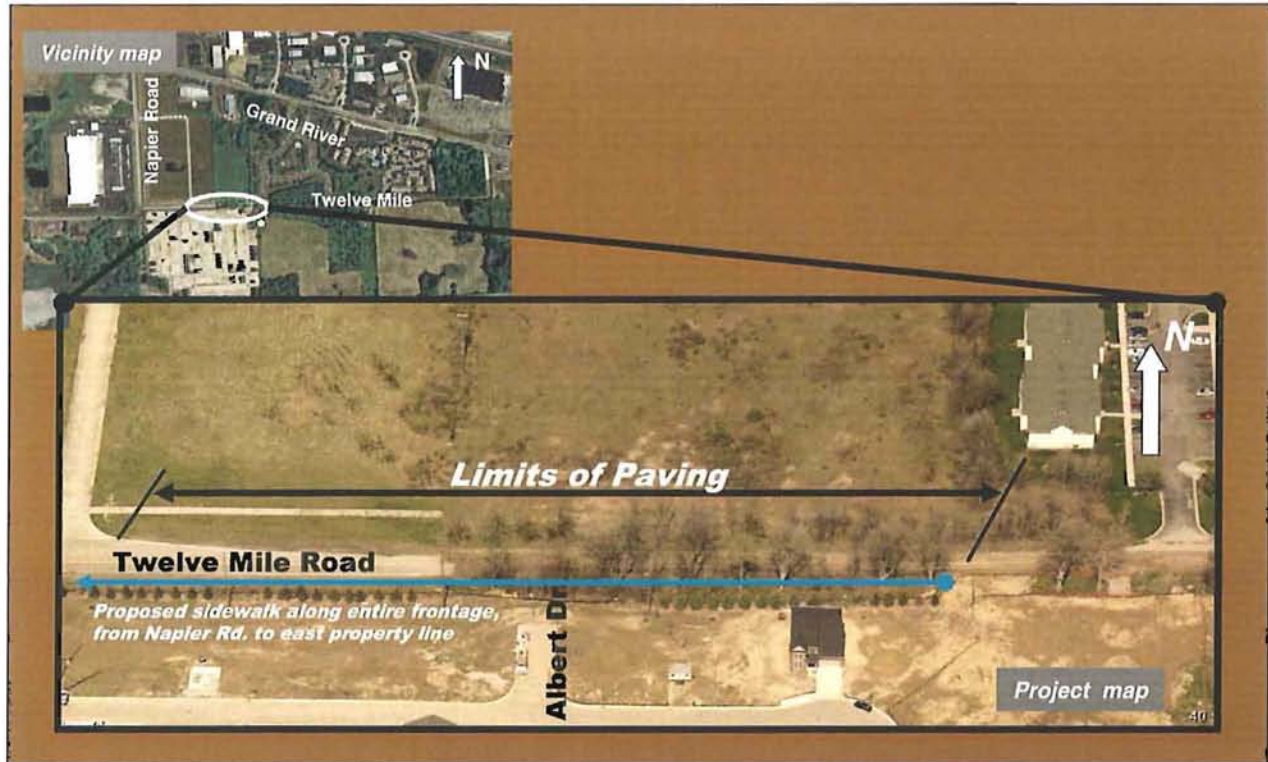 Vicinity map
N
Napier Road
Grand River
Twelve Mile
N
Limits of Paving
Twelve Mile Road
Proposed sidewalk along entire frontage,
from Napier Rd. to east property line
Albert Dr
Project map
40